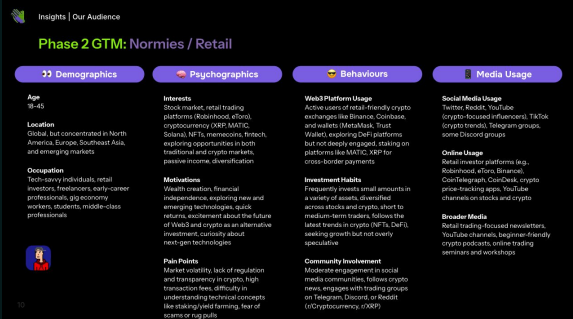 Insights | Our Audience
Phase 2 GTM: Normies / Retail
👀 Demographics
Age
18-45
Location
Global, but concentrated in North
America, Europe, Southeast Asia,
and emerging markets
Occupation
Tech-savvy individuals, retail
investors, freelancers, early-career
professionals, gig economy
workers, students, middle-class
professionals
🧠 Psychographics
Interests
Stock market, retail trading
platforms (Robinhood, eToro),
cryptocurrency (XRP, MATIC,
Solana), NFTs, memecoins, fintech,
exploring opportunities in both
traditional and crypto markets,
passive income, diversification
Motivations
Wealth creation, financial
independence, exploring new and
emerging technologies, quick
returns, excitement about the future
of Web3 and crypto as an alternative
investment, curiosity about
next-gen technologies
Pain Points
Market volatility, lack of regulation
and transparency in crypto, high
transaction fees, difficulty in
understanding technical concepts
like staking/yield farming, fear of
scams or rug pulls
😎 Behaviours
Web3 Platform Usage
Active users of retail-friendly crypto
exchanges like Binance, Coinbase,
and wallets (MetaMask, Trust
Wallet), exploring DeFi platforms
but not deeply engaged, staking on
platforms like MATIC, XRP for
cross-border payments
Investment Habits
Frequently invest small amounts in
a variety of assets, diversified
across stocks and crypto, short to
medium-term traders, follows the
latest trends in crypto (NFTs, DeFi),
seeking growth but not overly
speculative
Community Involvement
Moderate engagement in social
media communities, follows crypto
news, engages with trading groups
on Telegram, Discord, or Reddit
(r/Cryptocurrency, r/XRP)
📱 Media Usage
Social Media Usage
Twitter, Reddit, YouTube
(crypto-focused influencers), TikTok
(crypto trends), Telegram groups,
some Discord groups
Online Usage
Retail investor platforms (e.g.,
Robinhood, eToro, Binance),
CoinTelegraph, CoinDesk, crypto
price-tracking apps, YouTube
channels on stocks and crypto
Broader Media
Retail trading-focused newsletters,
YouTube channels, beginner-friendly
crypto podcasts, online trading
seminars and workshops
10